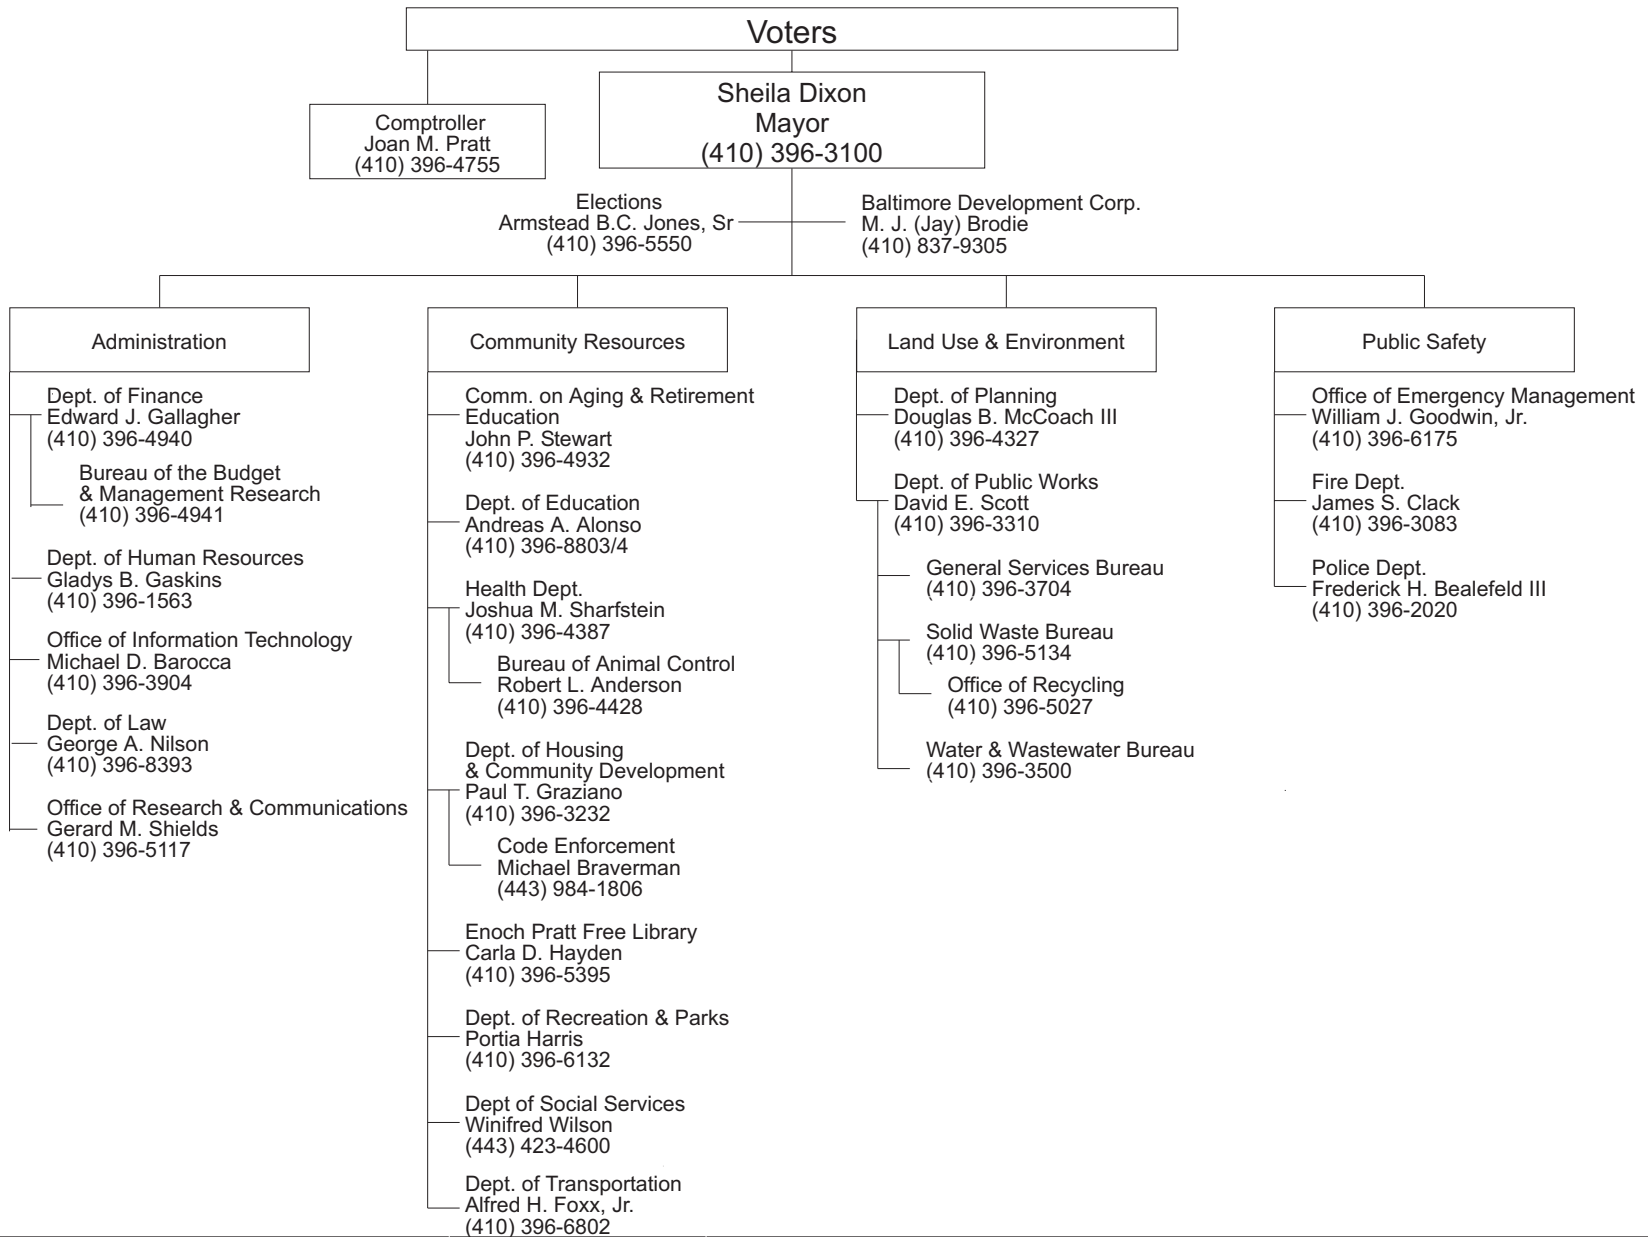 Voters
Sheila Dixon
Mayor
(410) 396-3100
Comptroller
Joan M. Pratt
(410) 396-4755
Elections
Armstead B.C. Jones, Sr
(410) 396-5550
Baltimore Development Corp.
M. J. (Jay) Brodie
(410) 837-9305
Administration
Dept. of Finance
Edward J. Gallagher
(410) 396-4940
Bureau of the Budget
& Management Research
(410) 396-4941
Dept. of Human Resources
Gladys B. Gaskins
(410) 396-1563
Office of Information Technology
Michael D. Barocca
(410) 396-3904
Dept. of Law
George A. Nilson
(410) 396-8393
Office of Research & Communications
Gerard M. Shields
(410) 396-5117
Community Resources
Comm. on Aging & Retirement
Education
John P. Stewart
(410) 396-4932
Dept. of Education
Andreas A. Alonso
(410) 396-8803/4
Health Dept.
Joshua M. Sharfstein
(410) 396-4387
Bureau of Animal Control
Robert L. Anderson
(410) 396-4428
Dept. of Housing
& Community Development
Paul T. Graziano
(410) 396-3232
Code Enforcement
Michael Braverman
(443) 984-1806
Enoch Pratt Free Library
Carla D. Hayden
(410) 396-5395
Dept. of Recreation & Parks
Portia Harris
(410) 396-6132
Dept of Social Services
Winifred Wilson
(443) 423-4600
Dept. of Transportation
Alfred H. Foxx, Jr.
(410) 396-6802
Land Use & Environment
Dept. of Planning
Douglas B. McCoach III
(410) 396-4327
Dept. of Public Works
David E. Scott
(410) 396-3310
General Services Bureau
(410) 396-3704
Solid Waste Bureau
(410) 396-5134
Office of Recycling
(410) 396-5027
Water & Wastewater Bureau
(410) 396-3500
Public Safety
Office of Emergency Management
William J. Goodwin, Jr.
(410) 396-6175
Fire Dept.
James S. Clack
(410) 396-3083
Police Dept.
Frederick H. Bealefeld III
(410) 396-2020